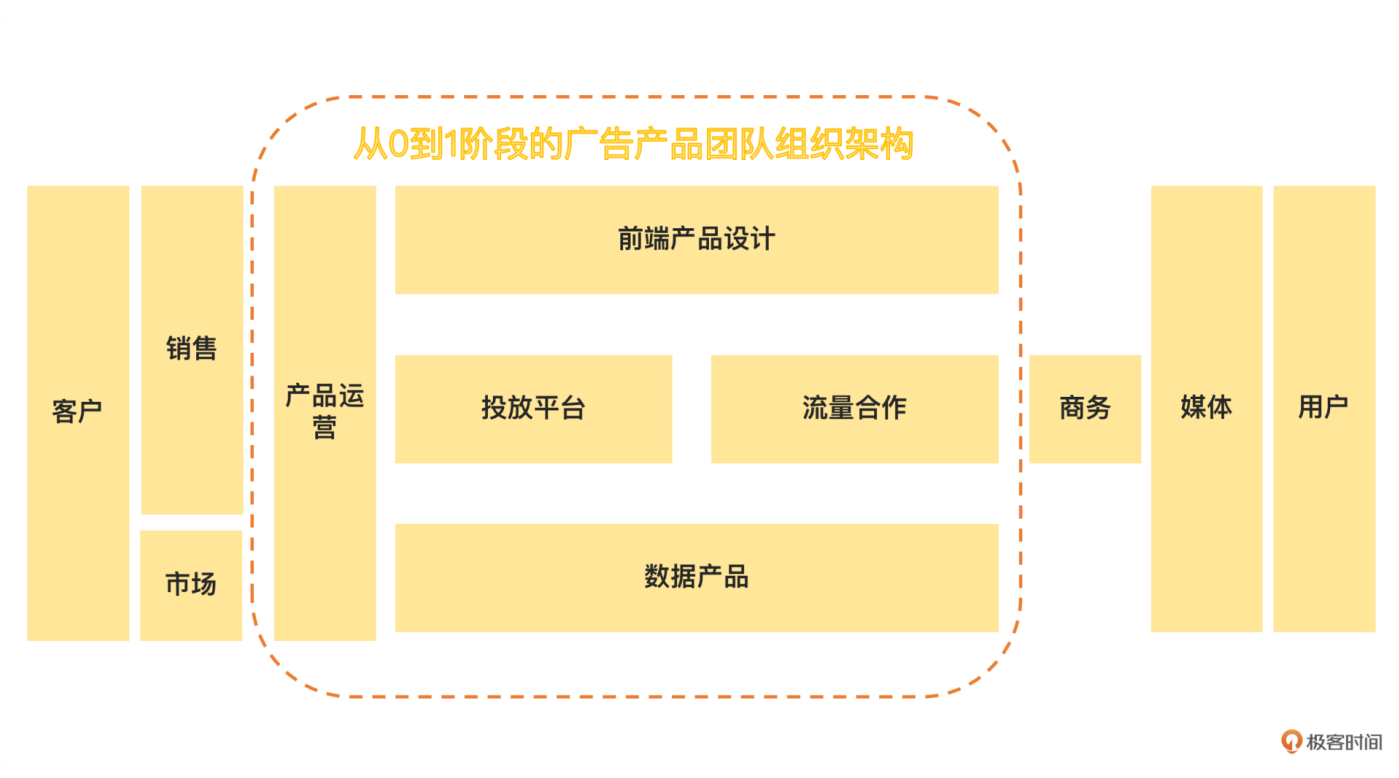 从0到1阶段的广告产品团队组织架构
客户
销售
市场
产品运
营
前端产品设计
投放平台
流量合作
数据产品
商务
媒体
用户
极客时间